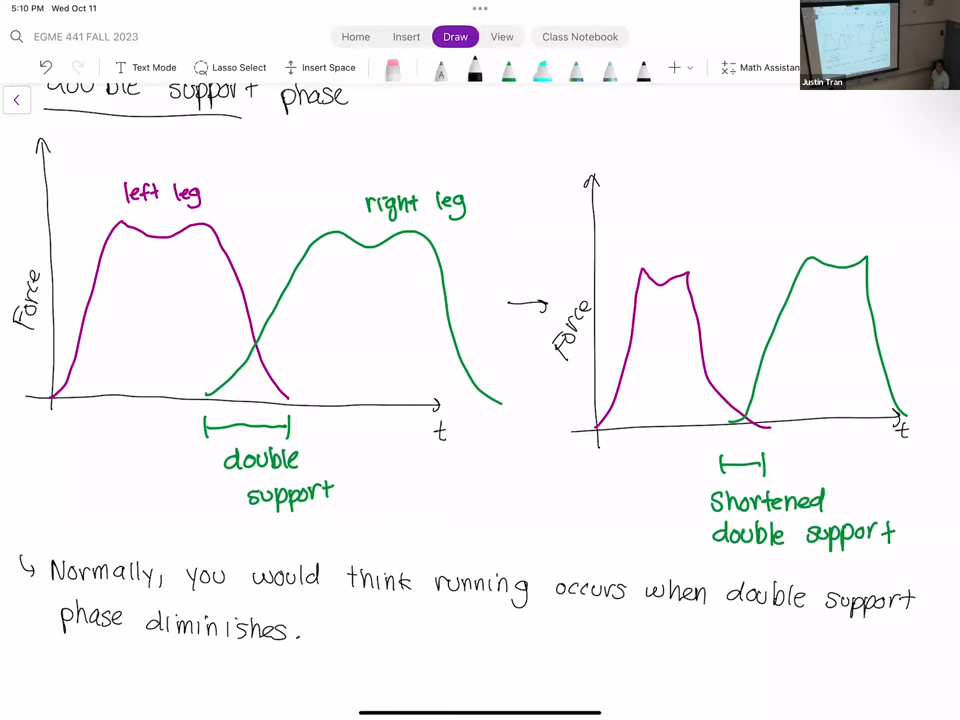 5:10 PM Wed Oct 11
EGME 441 FALL 2023
Home Insert Draw View Class Notebook
Text Mode Lasso Select Insert Space Math Assistan
Justin Tran
double support phase
left leg
right leg
Force
t
double
support
Force
t
Shortened
double support
↳ Normally, you would think running occurs when double support
phase diminishes.